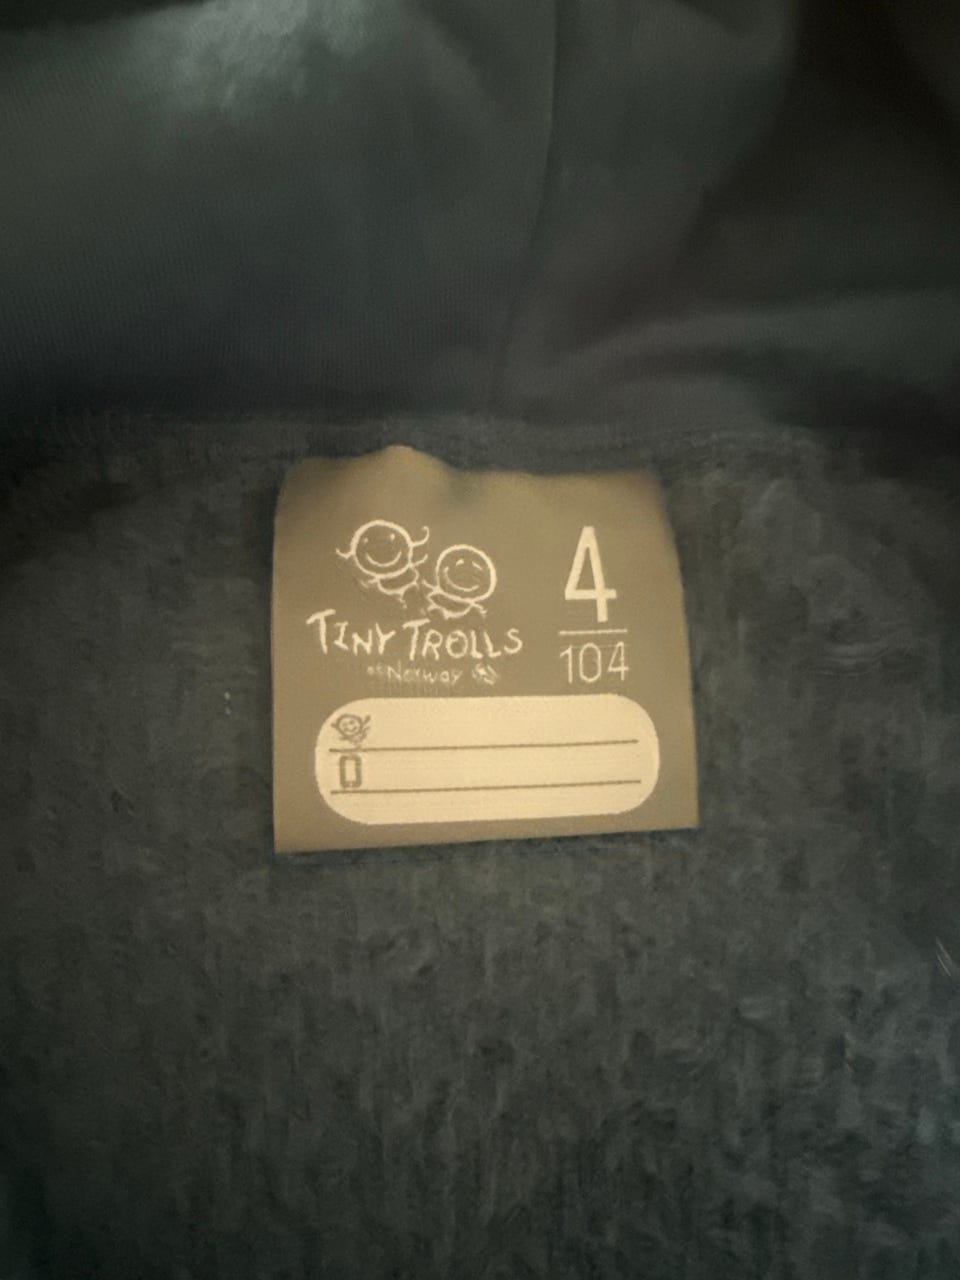 TINY TROLLS
of Norway
4
104